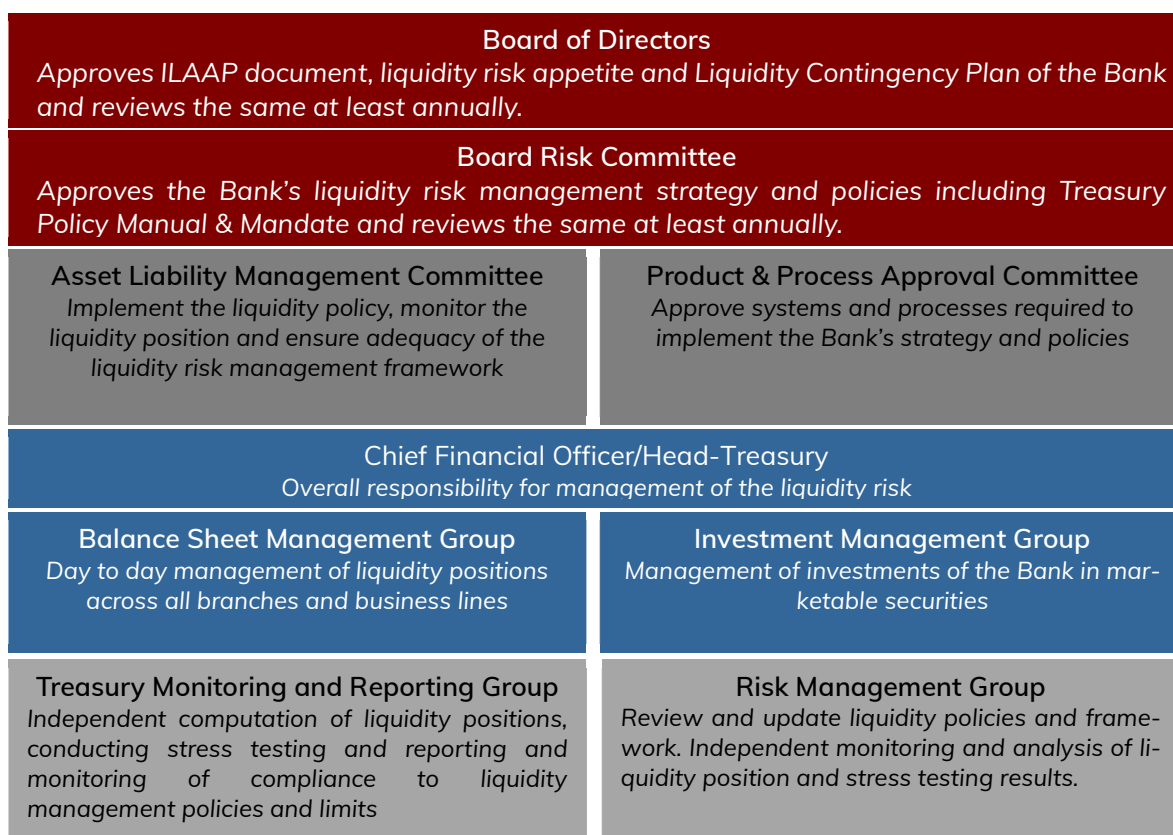 Board of Directors
Approves ILAAP document, liquidity risk appetite and Liquidity Contingency Plan of the Bank
and reviews the same at least annually.
Board Risk Committee
Approves the Bank's liquidity risk management strategy and policies including Treasury
Policy Manual & Mandate and reviews the same at least annually.
Asset Liability Management Committee
Implement the liquidity policy, monitor the
liquidity position and ensure adequacy of the
liquidity risk management framework
Product & Process Approval Committee
Approve systems and processes required to
implement the Bank's strategy and policies
Chief Financial Officer/Head-Treasury
Overall responsibility for management of the liquidity risk
Balance Sheet Management Group
Day to day management of liquidity positions
across all branches and business lines
Investment Management Group
Management of investments of the Bank in mar-
ketable securities
Treasury Monitoring and Reporting Group
Independent computation of liquidity positions,
conducting stress testing and reporting and
monitoring of compliance to liquidity
management policies and limits
Risk Management Group
Review and update liquidity policies and frame-
work. Independent monitoring and analysis of li-
quidity position and stress testing results.